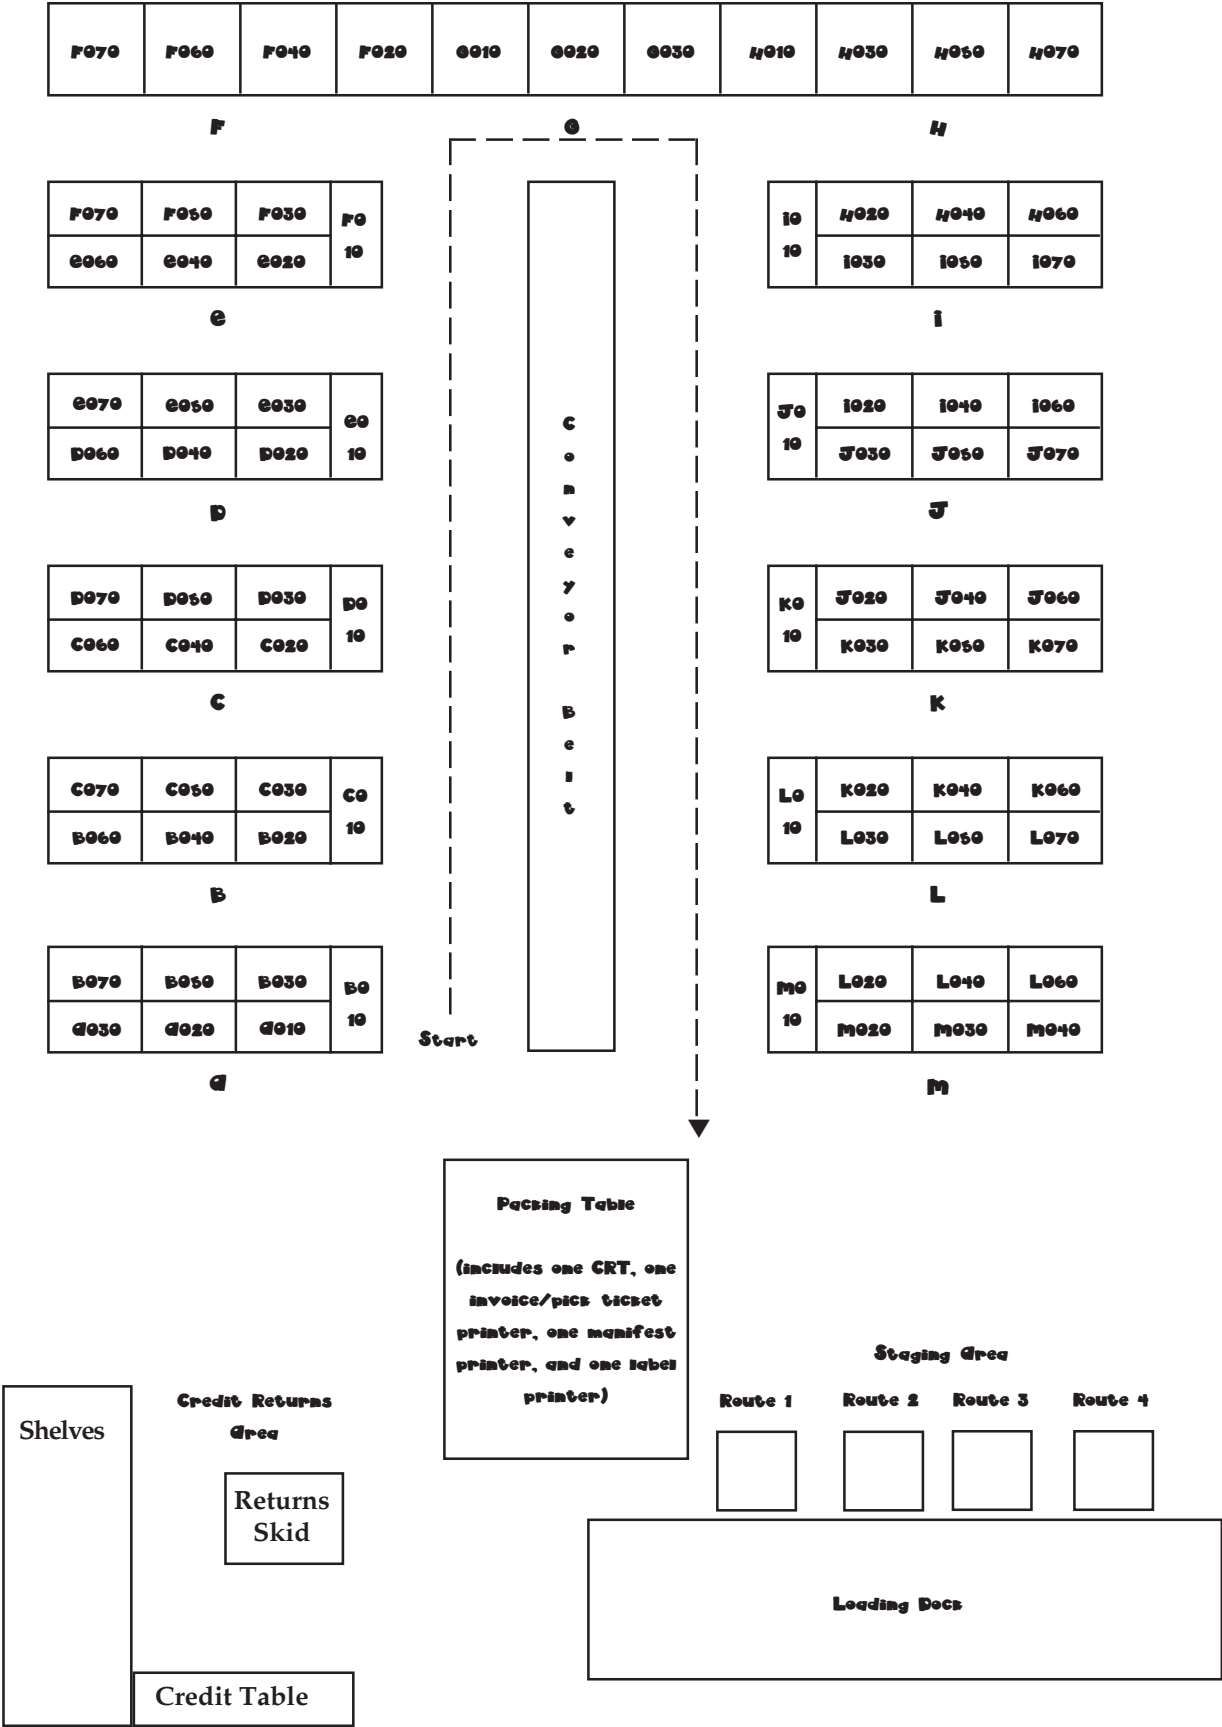 F070 F060 F040 F020 G010 G020 G030 H010 H030 H050 H070
F G H
F070 F050 F030 F0 i0 H020 H040 H060
e060 e040 e020 10 10 i030 i050 i070
e i
e070 e050 e030 e0 J0 i020 i040 i060
D060 D040 D020 10 10 J030 J050 J070
D J
D070 D050 D030 D0 K0 J020 J040 J060
C060 C040 C020 10 10 K030 K050 K070
C K
C070 C050 C030 C0 L0 K020 K040 K060
B060 B040 B020 10 10 L030 L050 L070
B L
B070 B050 B030 B0 m0 L020 L040 L060
a030 a020 a010 10 10 m020 m030 m040
a m
Conveyor Belt
Start
Packing Table
(includes one CRT, one
invoice/pick ticket
printer, one manifest
printer, and one label
printer)
Staging area
Route 1 Route 2 Route 3 Route 4
Credit Returns
area
Shelves
Returns
Skid
Loading Dock
Credit Table